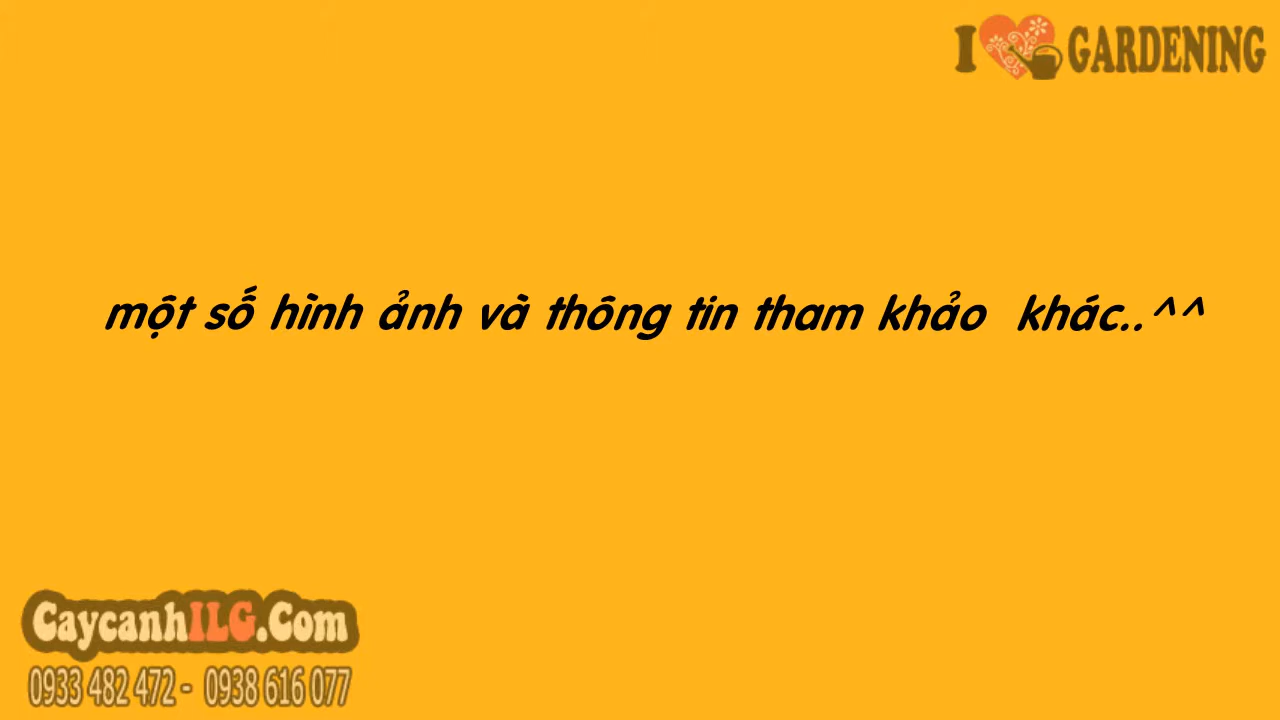 I GARDENING
một số hình ảnh và thông tin tham khảo khác..^^
CaycanhILG.Com
0933 482 472 - 0938 616 077